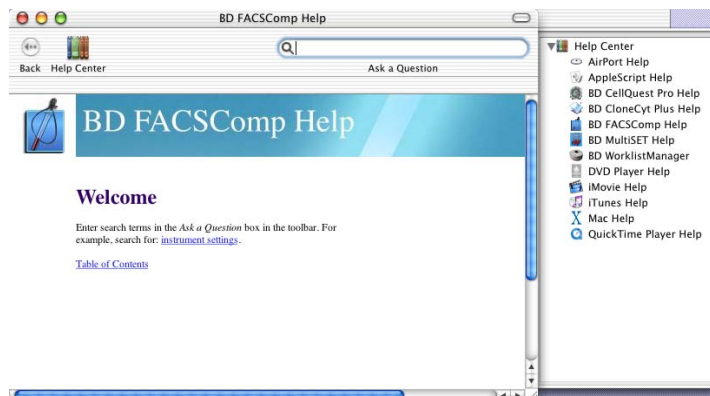 BD FACSComp Help
Back Help Center
Ask a Question
BD FACSComp Help
Welcome
Enter search terms in the Ask a Question box in the toolbar. For
example, search for: instrument settings.
Table of Contents
Help Center
AirPort Help
AppleScript Help
BD CellQuest Pro Help
BD CloneCyt Plus Help
BD FACSComp Help
BD MultiSET Help
BD WorklistManager
DVD Player Help
iMovie Help
iTunes Help
Mac Help
QuickTime Player Help